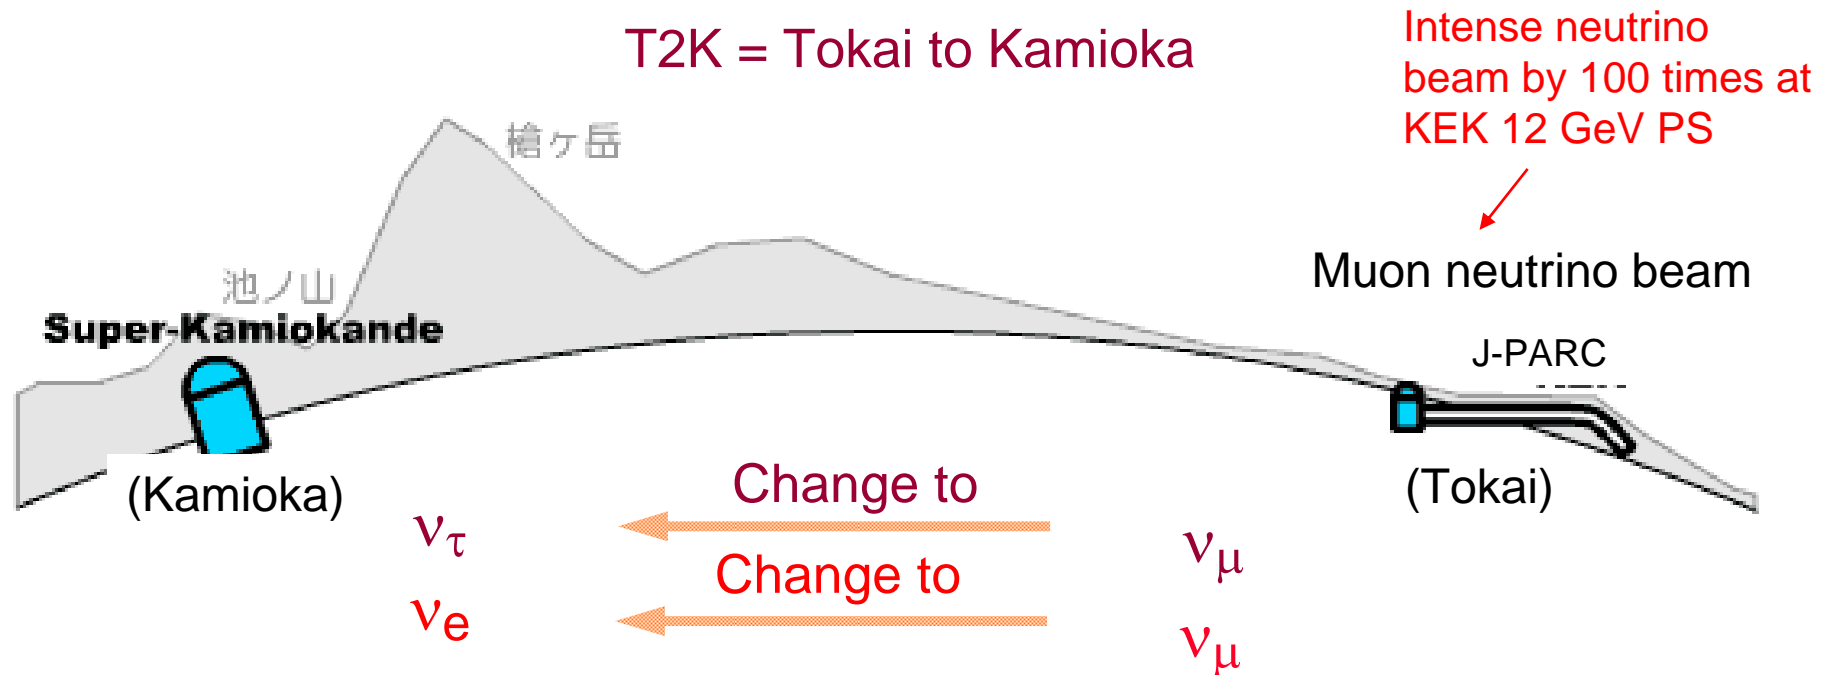 T2K = Tokai to Kamioka
Intense neutrino
beam by 100 times at
KEK 12 GeV PS
槍ヶ岳
池ノ山
Muon neutrino beam
Super-Kamiokande
J-PARC
(Kamioka)
(Tokai)
Change to
ντ
νμ
Change to
νe
νμ